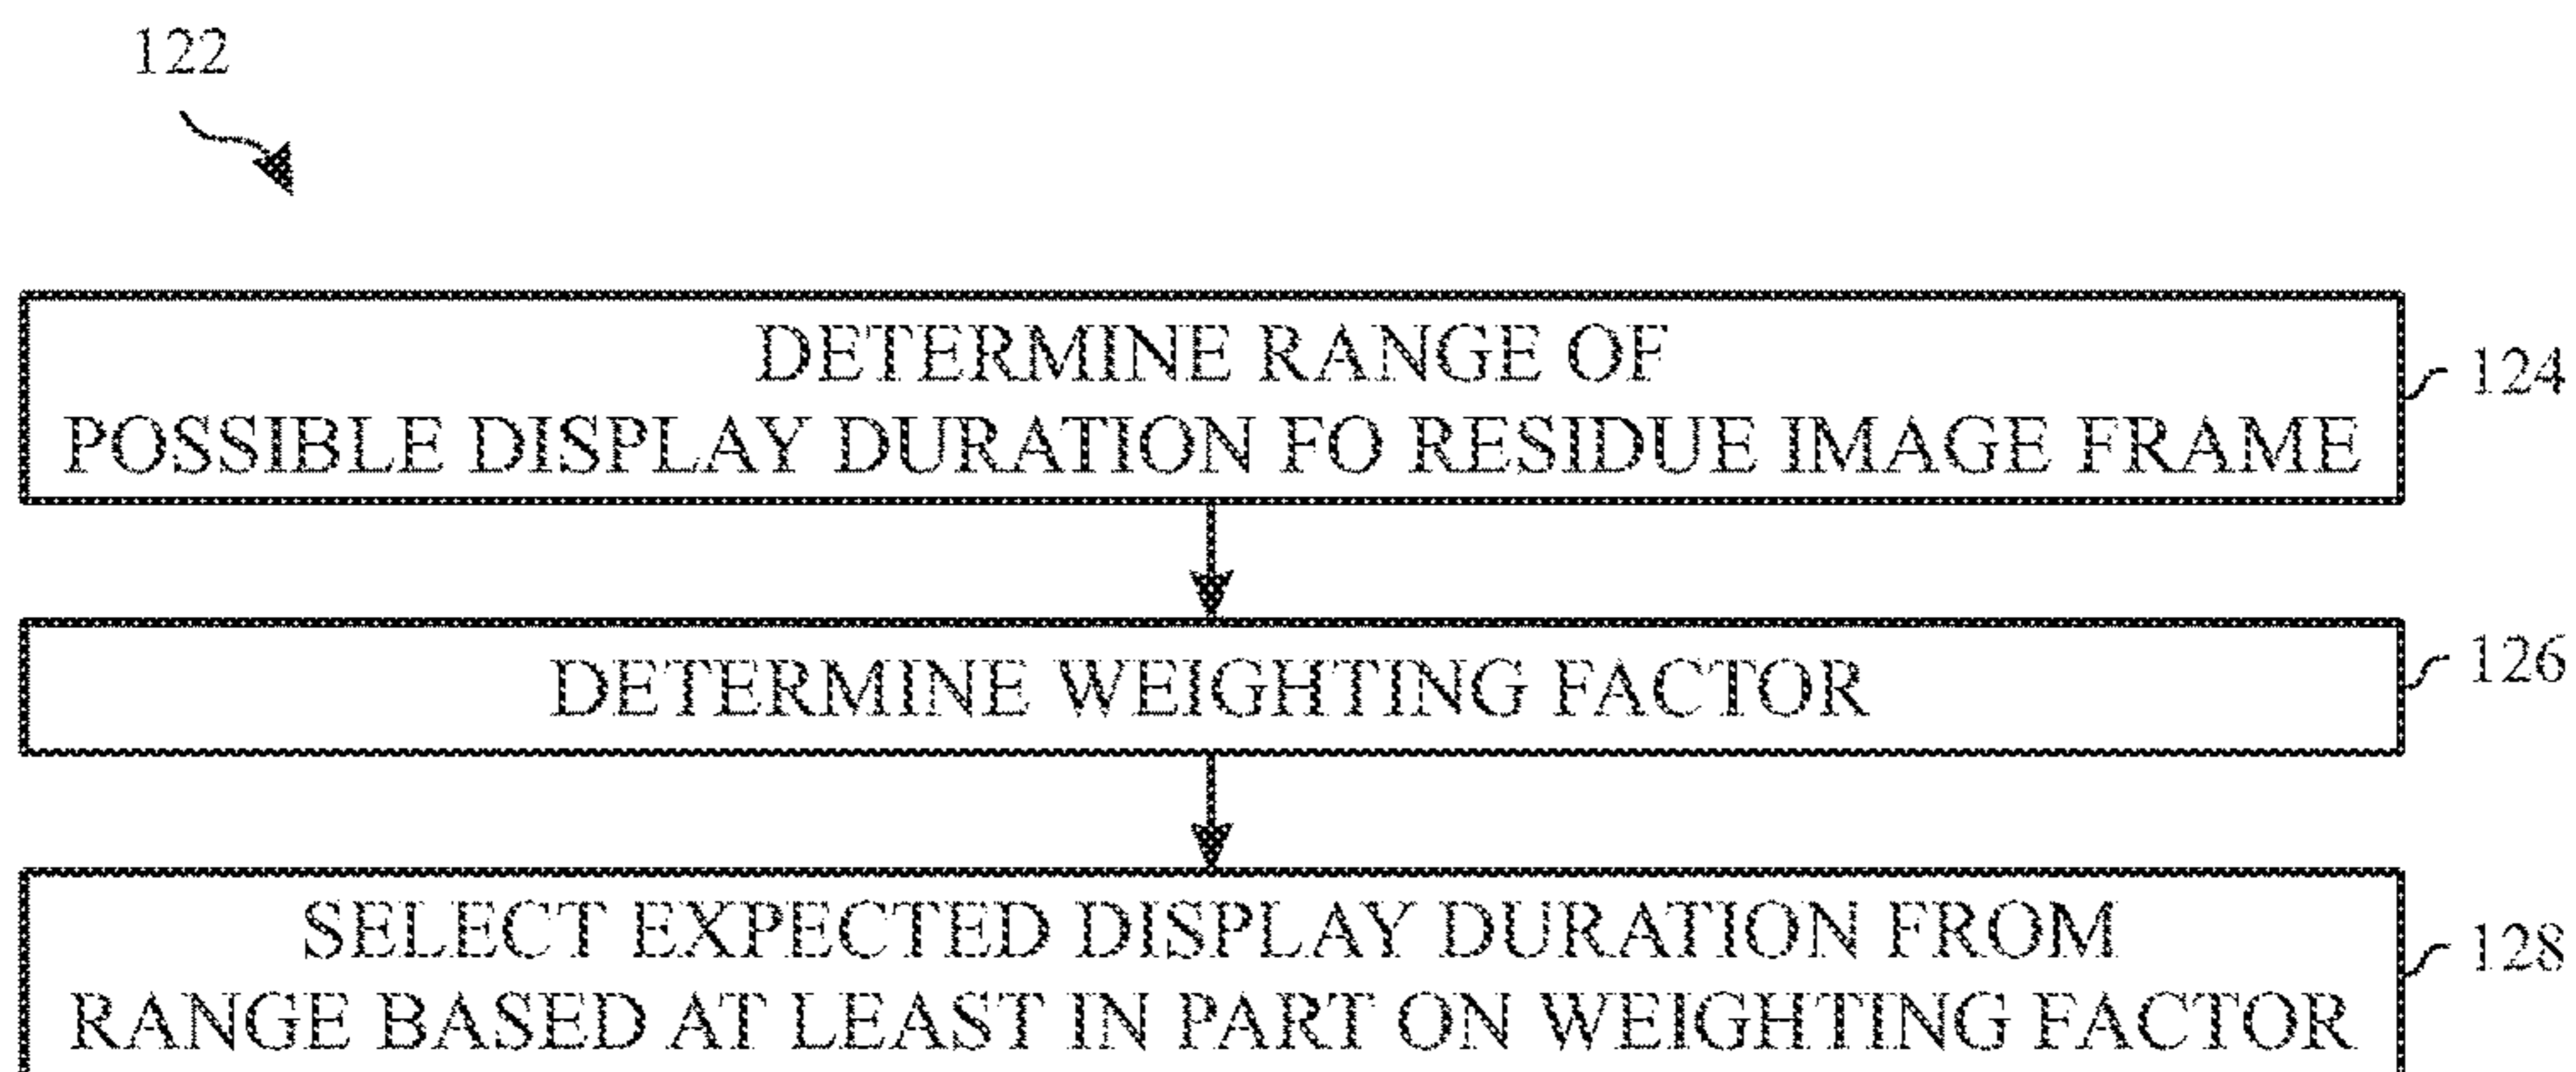 122
DETERMINE RANGE OF
POSSIBLE DISPLAY DURATION FO RESIDUE IMAGE FRAME
124
DETERMINE WEIGHTING FACTOR
126
SELECT EXPECTED DISPLAY DURATION FROM
RANGE BASED AT LEAST IN PART ON WEIGHTING FACTOR
128